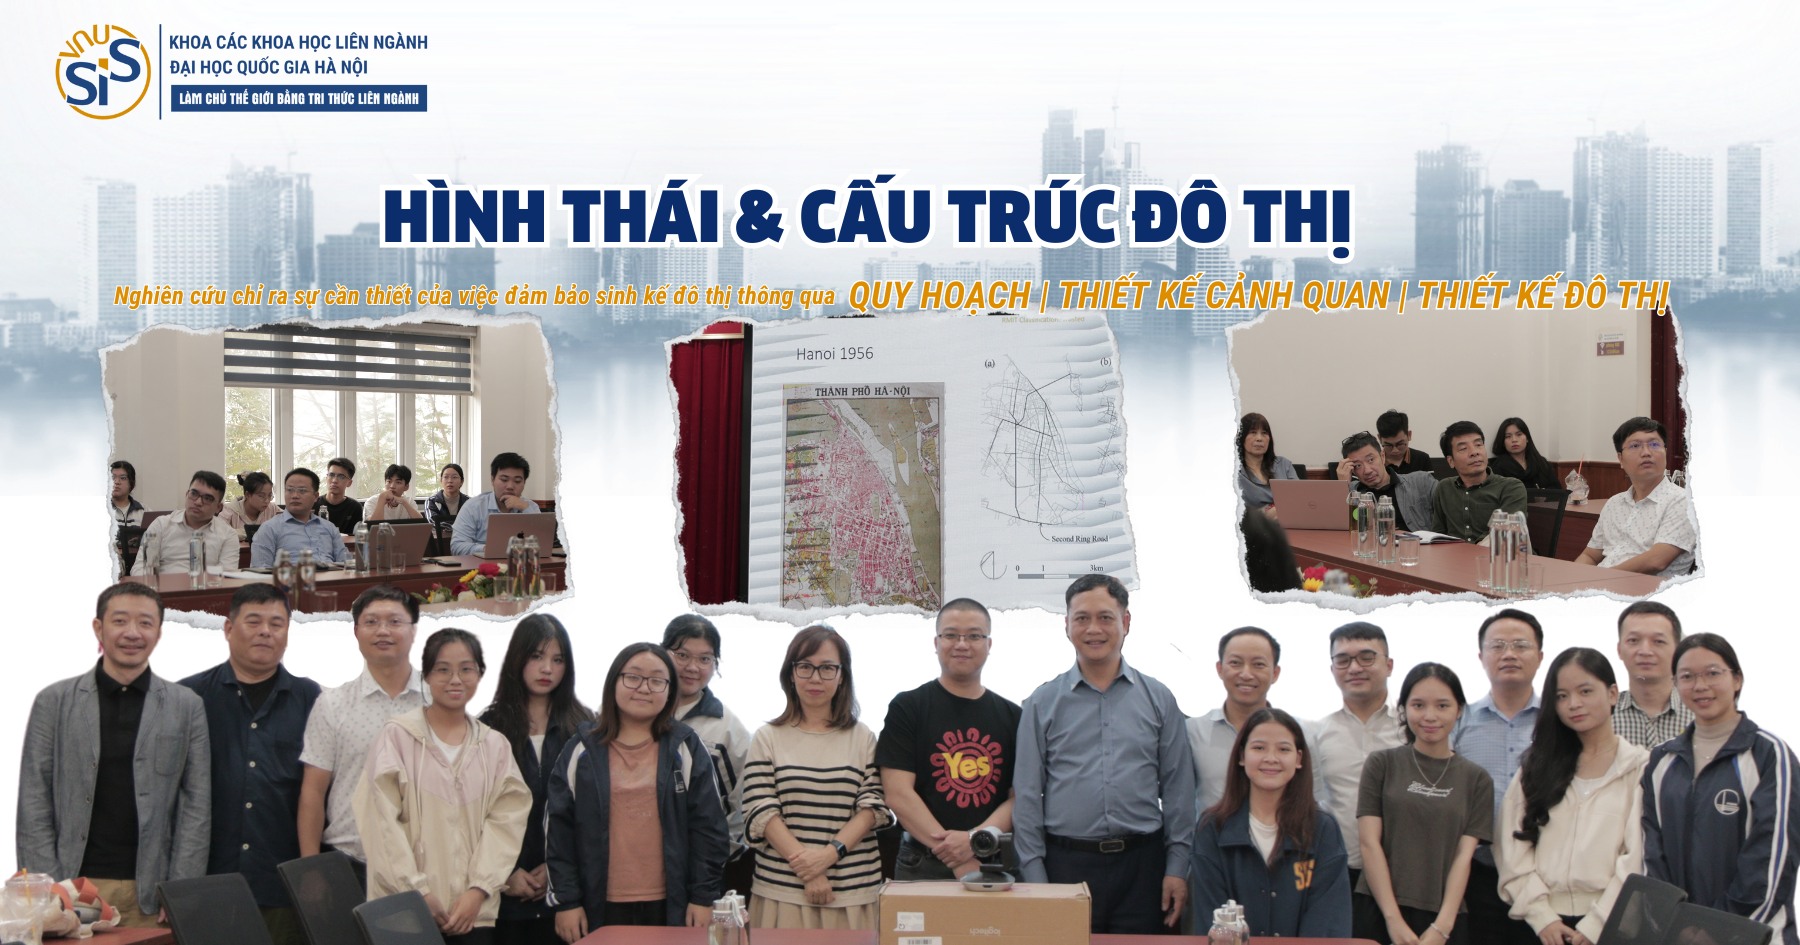 VNU
SIS
KHOA CÁC KHOA HỌC LIÊN NGÀNH
ĐẠI HỌC QUỐC GIA HÀ NỘI
LÀM CHỦ THẾ GIỚI BẰNG TRI THỨC LIÊN NGÀNH
HÌNH THÁI & CẤU TRÚC ĐÔ THỊ
Nghiên cứu chỉ ra sự cần thiết của việc đảm bảo sinh kế đô thị thông qua QUY HOẠCH | THIẾT KẾ CẢNH QUAN | THIẾT KẾ ĐÔ THỊ
Hanoi 1956
THÀNH PHỐ HÀ-NỘI
(a)
(b)
Second Ring Road
0 1 3km
Yes
SIS
logitech